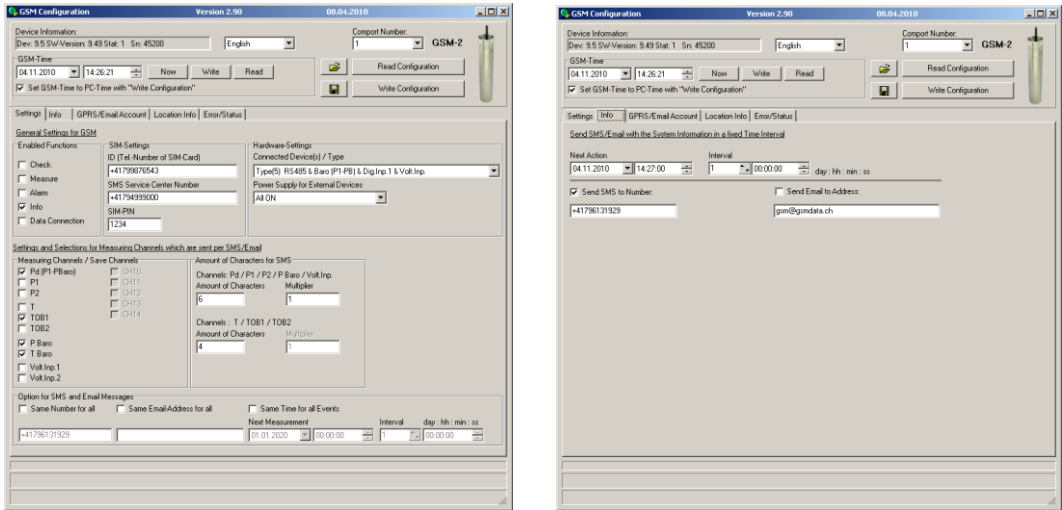 GSM Configuration Version 2.90 08.04.2010
Device Information:
Dev: 9.5 SW-Version: 9.49 Stat: 1 Sn: 45200
English
Comport Number:
1
GSM-2
GSM-Time
04.11.2010 14:26:21 Now Write Read
Read Configuration
Set GSM-Time to PC-Time with "Write Configuration"
Write Configuration
Settings Info GPRS/Email Account Location Info Error/Status
General Settings for GSM
Enabled Functions
Check
Measure
Alarm
Info
Data Connection
SIM-Settings
ID (Tel.-Number of SIM-Card)
+41799876543
SMS Service Center Number
+41794999000
SIM-PIN
1234
Hardware-Settings
Connected Device(s) / Type
Type(5) RS485 & Baro (P1-PB) & Dig.Inp.1 & Volt.Inp.
Power Supply for External Devices
All ON
Settings and Selections for Measuring Channels which are sent per SMS/Email
Measuring Channels / Save Channels
Pd (P1-PBaro)
P1
P2
T
TOB1
TOB2
P Baro
T Baro
Volt.Inp.1
Volt.Inp.2
CH10
CH11
CH12
CH13
CH14
Amount of Characters for SMS
Channels: Pd / P1 / P2 / P Baro / Volt.Inp.
Amount of Characters Multiplier
6 1
Channels : T / TOB1 / TOB2
Amount of Characters Multiplier
4 1
Option for SMS and Email Messages
Same Number for all Same Email-Address for all Same Time for all Events
Next Measurement Interval day : hh : min : ss
+41796131929 01.01.2020 00:00:00 1 00:00:00
GSM Configuration Version 2.90 08.04.2010
Device Information:
Dev: 9.5 SW-Version: 9.49 Stat: 1 Sn: 45200
English
Comport Number:
1
GSM-2
GSM-Time
04.11.2010 14:26:21 Now Write Read
Read Configuration
Set GSM-Time to PC-Time with "Write Configuration"
Write Configuration
Settings Info GPRS/Email Account Location Info Error/Status
Send SMS/Email with the System Information in a fixed Time Interval
Next Action Interval
04.11.2010 14:27:00 1 00:00:00 day : hh : min : ss
Send SMS to Number: Send Email to Address:
+41796131929 gsm@gsmdata.ch